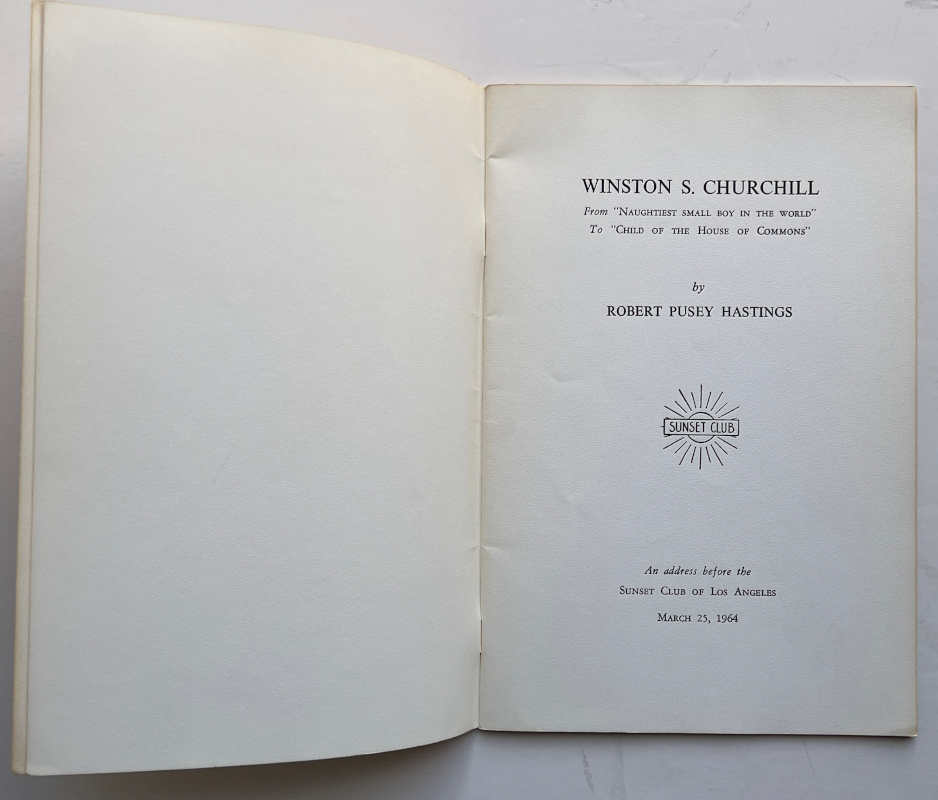 WINSTON S. CHURCHILL
From "NAUGHTIEST SMALL BOY IN THE WORLD"
To "CHILD OF THE HOUSE OF COMMONS"
by
ROBERT PUSEY HASTINGS
SUNSET CLUB
An address before the
SUNSET CLUB OF LOS ANGELES
MARCH 25, 1964